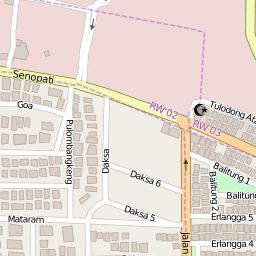 Senopati
Goa
Pulombangkeng
RW 02
RW 03
Tulodong Ata
Daksa
Daksa 6
Daksa 5
Mataram
Jalan
Balitung 1
Balitung 2
Balitung
Erlangga 5
Erlangga 4